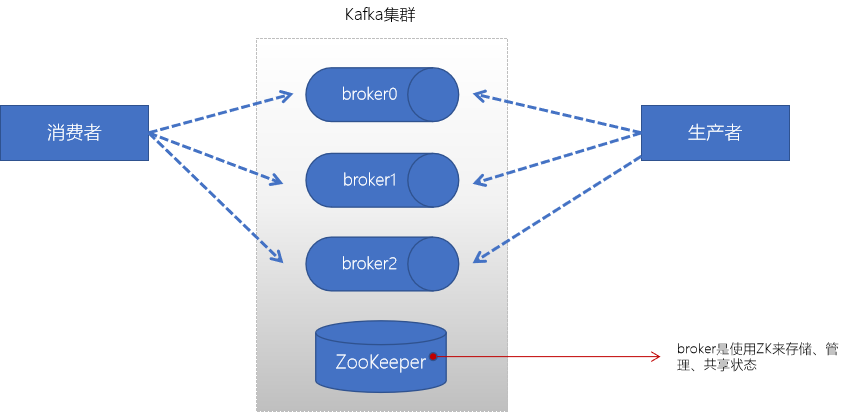 Kafka集群
broker0
消费者
生产者
broker1
broker2
ZooKeeper
broker是使用ZK来存储、管
理、共享状态